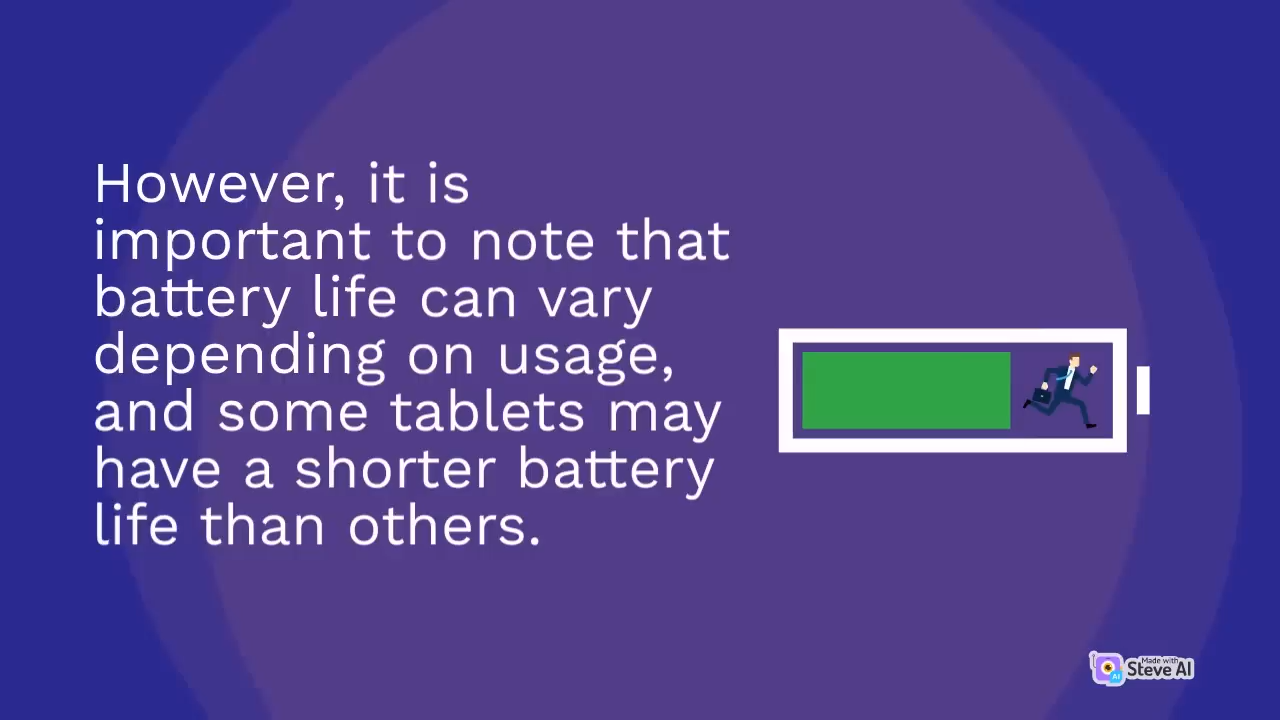 However, it is
important to note that
battery life can vary
depending on usage,
and some tablets may
have a shorter battery
life than others.
Made with
Steve AI
AI